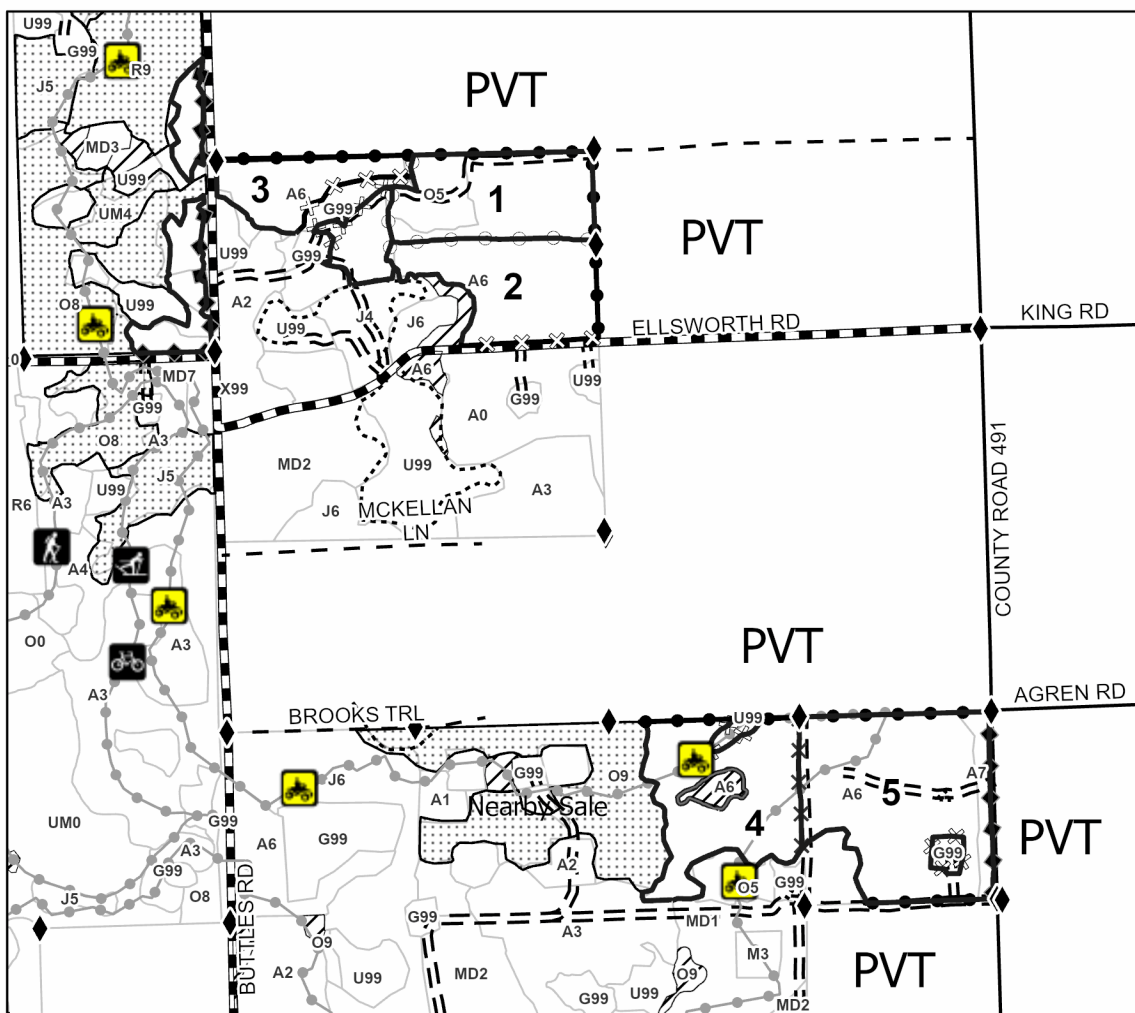 U99
G99
R9
J5
PVT
MD3
U99
UM4
3
A6
O5
1
G99
PVT
U99
G99
A6
2
A2
U99
O8
J4
J6
U99
ELLSWORTH RD
KING RD
MD7
X99
A6
U99
G99
G99
A0
O8
A3
J5
MD2
U99
A3
U99
R6
A3
J6
MCKELLAN
LN
COUNTY ROAD 491
A4
O0
A3
PVT
A3
BROOKS TRL
U99
AGREN RD
J6
G99
O9
A6
A7
A1
Nearby Sale
A6
5
UM0
G99
A6
G99
4
PVT
A3
G99
A2
G99
J5
O8
O5
G99
BUTTLES RD
G99
A3
MD1
O9
A2
U99
MD2
M3
O9
U99
G99
MD2
PVT